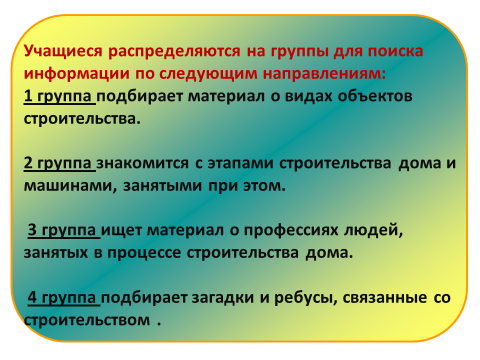 Учащиеся распределяются на группы для поиска
информации по следующим направлениям:
1 группа подбирает материал о видах объектов
строительства.
2 группа знакомится с этапами строительства дома и
машинами, занятыми при этом.
3 группа ищет материал о профессиях людей,
занятых в процессе строительства дома.
4 группа подбирает загадки и ребусы, связанные со
строительством .